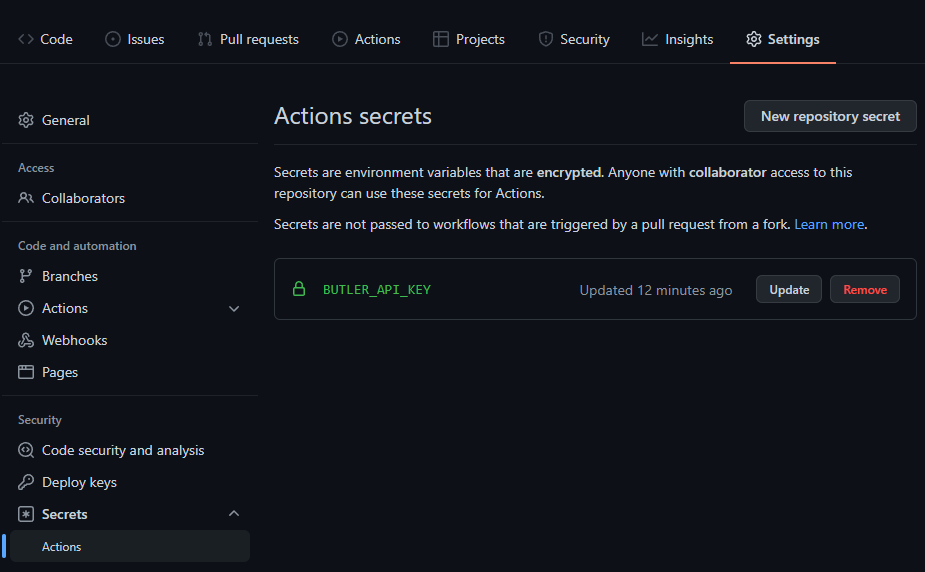 Code Issues Pull requests Actions Projects Security Insights Settings
General
Access
Collaborators
Code and automation
Branches
Actions
Webhooks
Pages
Security
Code security and analysis
Deploy keys
Secrets
Actions
Actions secrets
New repository secret
Secrets are environment variables that are encrypted. Anyone with collaborator access to this
repository can use these secrets for Actions.
Secrets are not passed to workflows that are triggered by a pull request from a fork. Learn more.
BUTLER_API_KEY Updated 12 minutes ago Update Remove